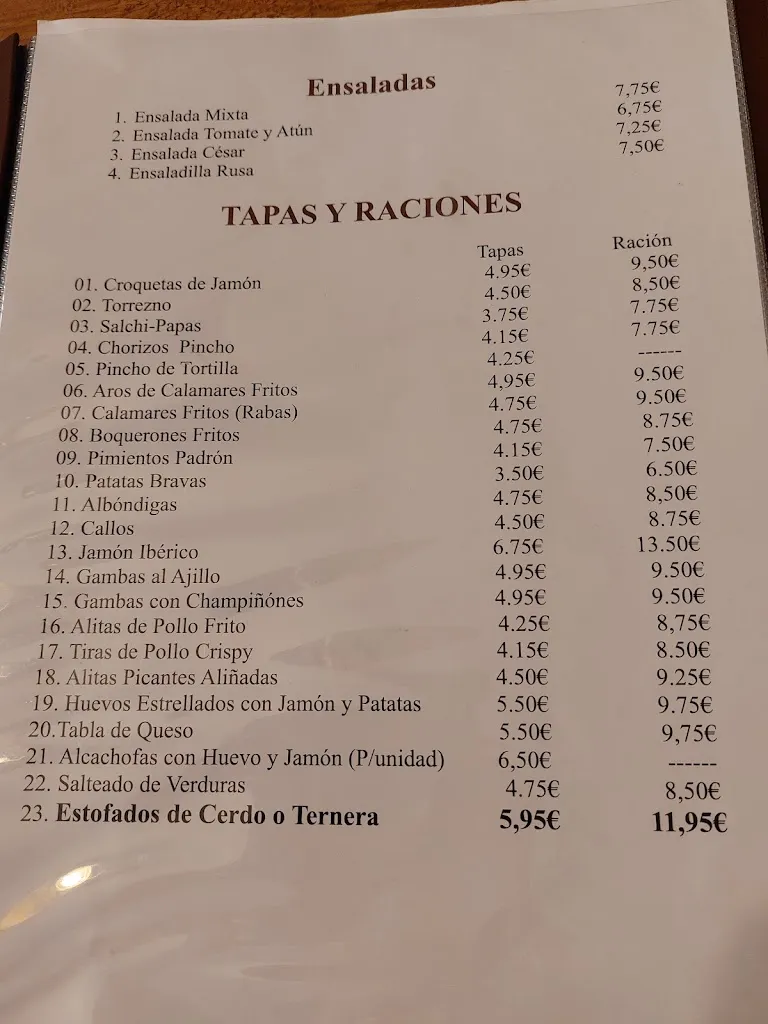 Ensaladas
1. Ensalada Mixta 7,75€
2. Ensalada Tomate y Atún 6,75€
3. Ensalada César 7,25€
4. Ensaladilla Rusa 7,50€
TAPAS Y RACIONES
Tapas Ración
01. Croquetas de Jamón 4.95€ 9,50€
02. Torrezno 4.50€ 8,50€
03. Salchi-Papas 3.75€ 7.75€
04. Chorizos Pincho 4.15€ 7.75€
05. Pincho de Tortilla 4.25€ ------
06. Aros de Calamares Fritos 4,95€ 9.50€
07. Calamares Fritos (Rabas) 4.75€ 9.50€
08. Boquerones Fritos 4.75€ 8.75€
09. Pimientos Padrón 4.15€ 7.50€
10. Patatas Bravas 3.50€ 6.50€
11. Albóndigas 4.75€ 8,50€
12. Callos 4.50€ 8.75€
13. Jamón Ibérico 6.75€ 13.50€
14. Gambas al Ajillo 4.95€ 9.50€
15. Gambas con Champiñónes 4.95€ 9.50€
16. Alitas de Pollo Frito 4.25€ 8,75€
17. Tiras de Pollo Crispy 4.15€ 8.50€
18. Alitas Picantes Aliñadas 4.50€ 9.25€
19. Huevos Estrellados con Jamón y Patatas 5.50€ 9.75€
20.Tabla de Queso 5.50€ 9,75€
21. Alcachofas con Huevo y Jamón (P/unidad) 6,50€ ------
22. Salteado de Verduras 4.75€ 8,50€
23. Estofados de Cerdo o Ternera 5,95€ 11,95€